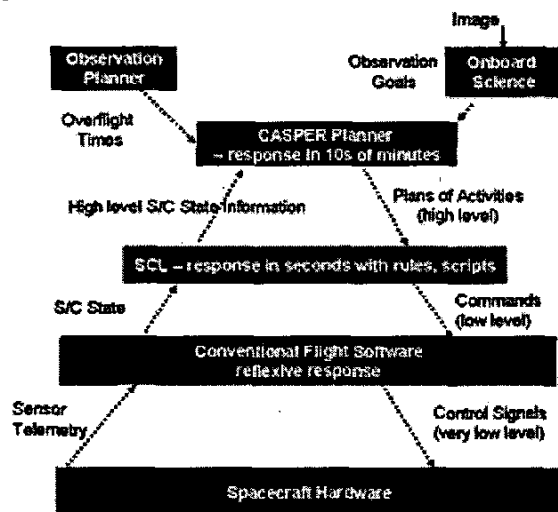 Image
Observation
Planner
Observation
Goals
Onboard
Science
Overflight
Times
CASPER Planner
– response in 10s of minutes
High level S/C State Information
Plans of Activities
(high level)
SCL – response in seconds with rules, scripts
S/C State
Commands
(low level)
Conventional Flight Software
reflexive response
Sensor
Telemetry
Control Signals
(very low level)
Spacecraft Hardware